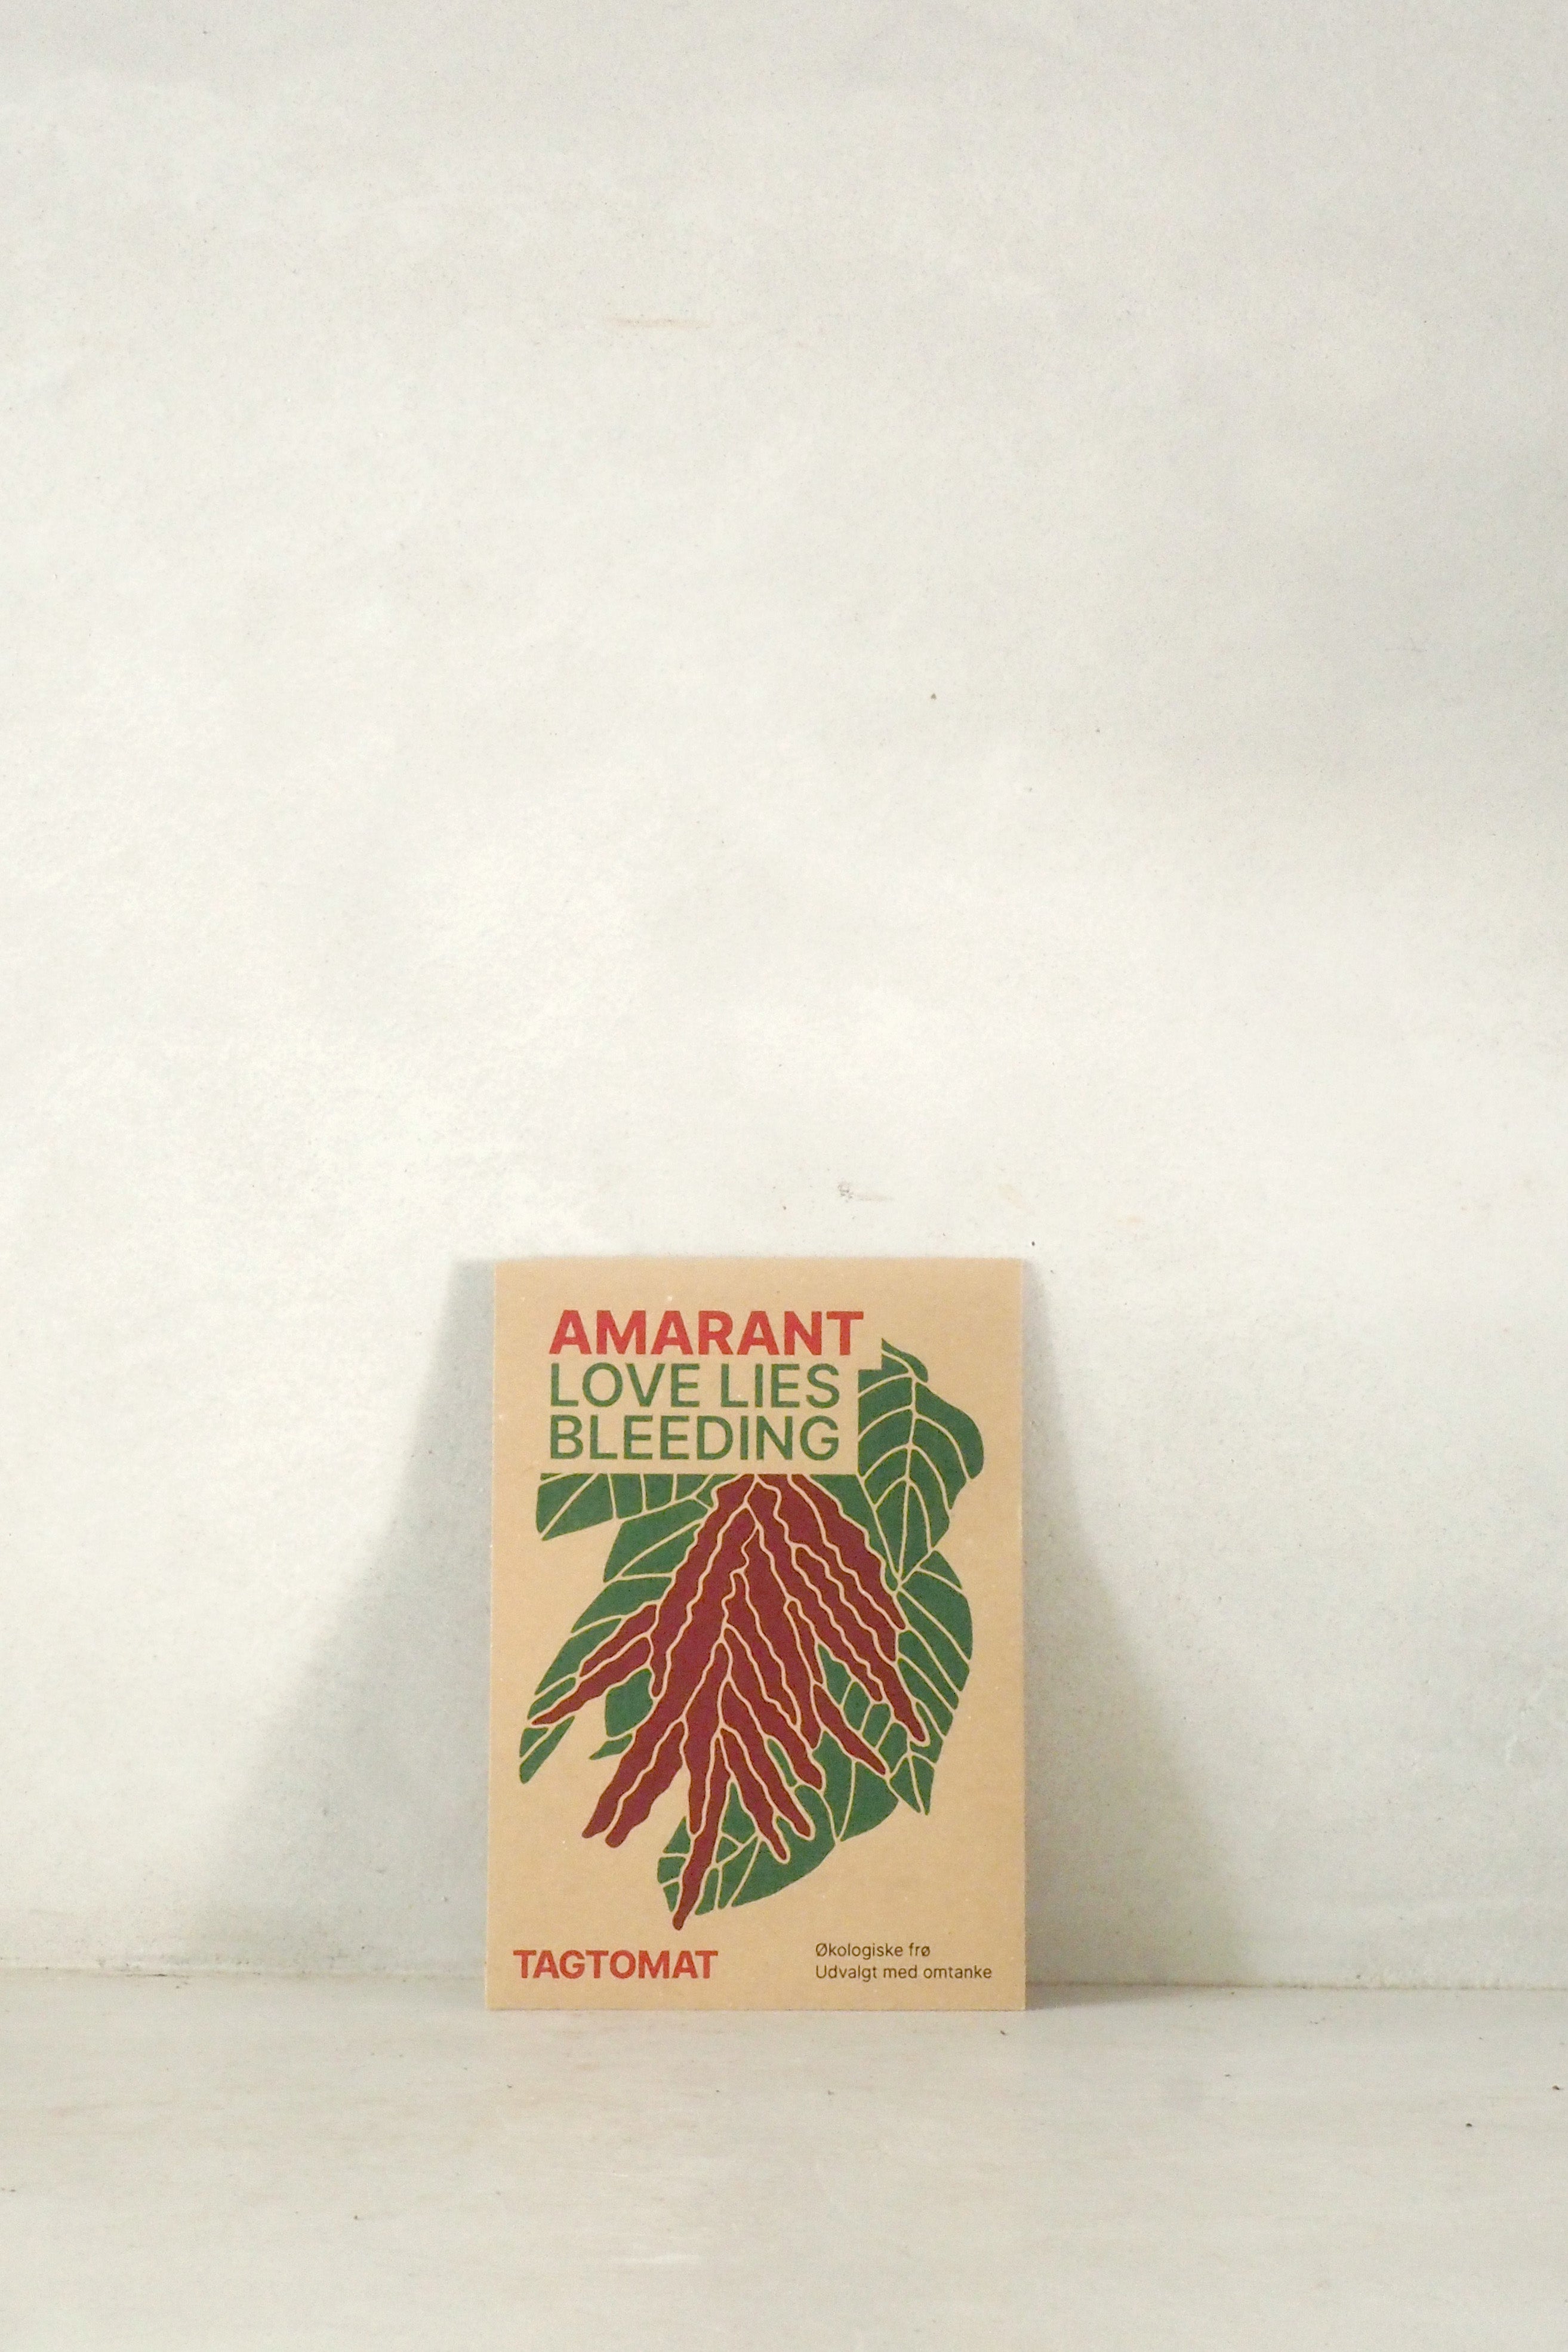 AMARANT
LOVE LIES
BLEEDING
TAGTOMAT
Økologiske frø
Udvalgt med omtanke